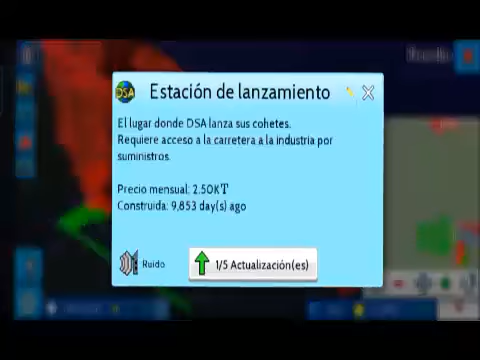 DSA
Estación de lanzamiento
El lugar donde DSA lanza sus cohetes.
Requiere acceso a la carretera a la industria por
suministros.
Precio mensual: 2.50KT
Construida: 9,853 day(s) ago
Ruido
1/5 Actualización(es)